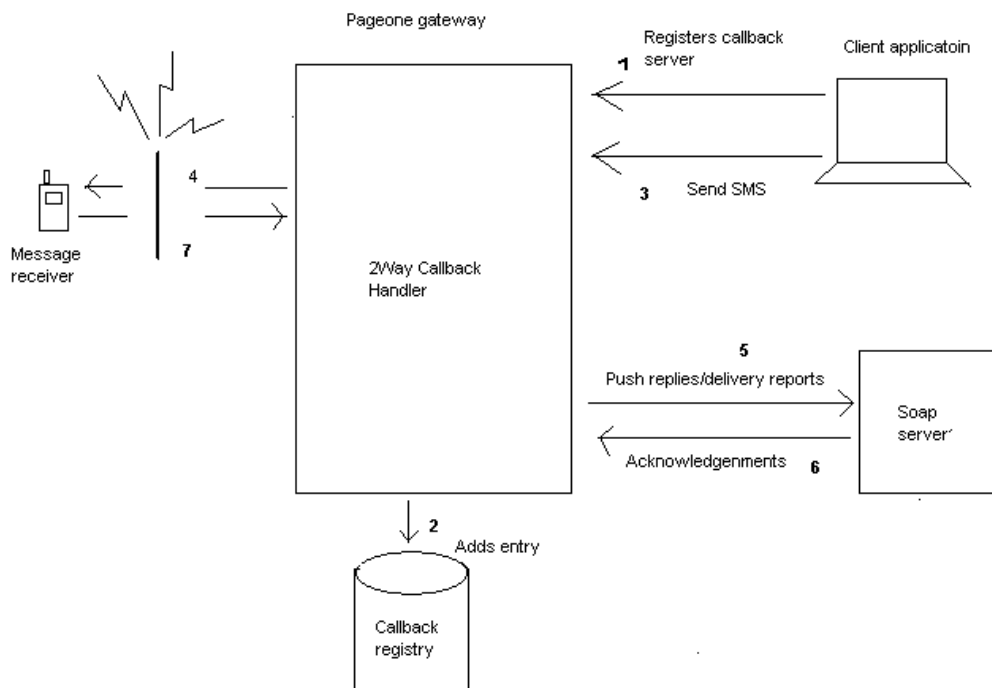 Pageone gateway
Registers callback
server
Client applicatoin
1
3
Send SMS
4
7
Message
receiver
2Way Callback
Handler
5
Push replies/delivery reports
Soap
server'
Acknowledgenments
6
2
Adds entry
Callback
registry